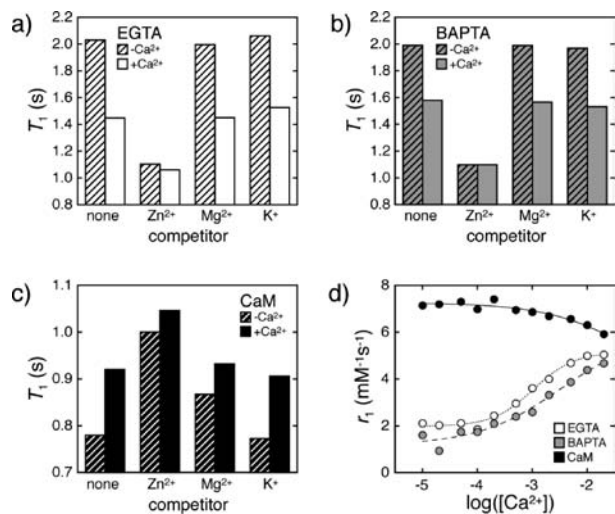 a)
EGTA
-Ca²⁺
+Ca²⁺
T₁ (s)
2.2
2.0
1.8
1.6
1.4
1.2
1.0
0.8
none Zn²⁺ Mg²⁺ K⁺
competitor
b)
BAPTA
-Ca²⁺
+Ca²⁺
T₁ (s)
2.2
2.0
1.8
1.6
1.4
1.2
1.0
0.8
none Zn²⁺ Mg²⁺ K⁺
competitor
c)
CaM
-Ca²⁺
+Ca²⁺
T₁ (s)
1.1
1.0
0.9
0.8
0.7
none Zn²⁺ Mg²⁺ K⁺
competitor
d)
r₁ (mM⁻¹s⁻¹)
8
6
4
2
0
EGTA
BAPTA
CaM
-5 -4 -3 -2
log([Ca²⁺])